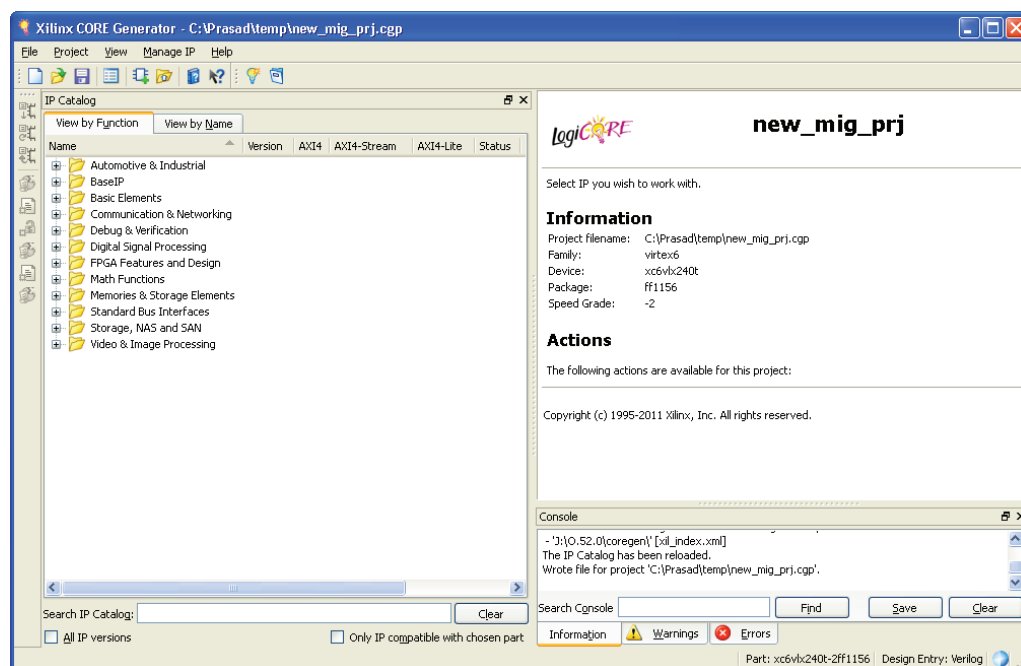 Xilinx CORE Generator - C:\Prasad\temp\new_mig_prj.cgp
File Project View Manage IP Help
IP Catalog
View by Function View by Name
Name Version AXI4 AXI4-Stream AXI4-Lite Status
Automotive & Industrial
BaseIP
Basic Elements
Communication & Networking
Debug & Verification
Digital Signal Processing
FPGA Features and Design
Math Functions
Memories & Storage Elements
Standard Bus Interfaces
Storage, NAS and SAN
Video & Image Processing
Search IP Catalog: Clear
All IP versions Only IP compatible with chosen part
logiCORE new_mig_prj
Select IP you wish to work with.
Information
Project filename: C:\Prasad\temp\new_mig_prj.cgp
Family: virtex6
Device: xc6vlx240t
Package: ff1156
Speed Grade: -2
Actions
The following actions are available for this project:
Copyright (c) 1995-2011 Xilinx, Inc. All rights reserved.
Console
- 'J:\O.52.0\coregen\' [xil_index.xml]
The IP Catalog has been reloaded.
Wrote file for project 'C:\Prasad\temp\new_mig_prj.cgp'.
Search Console Find Save Clear
Information Warnings Errors
Part: xc6vlx240t-2ff1156 Design Entry: Verilog